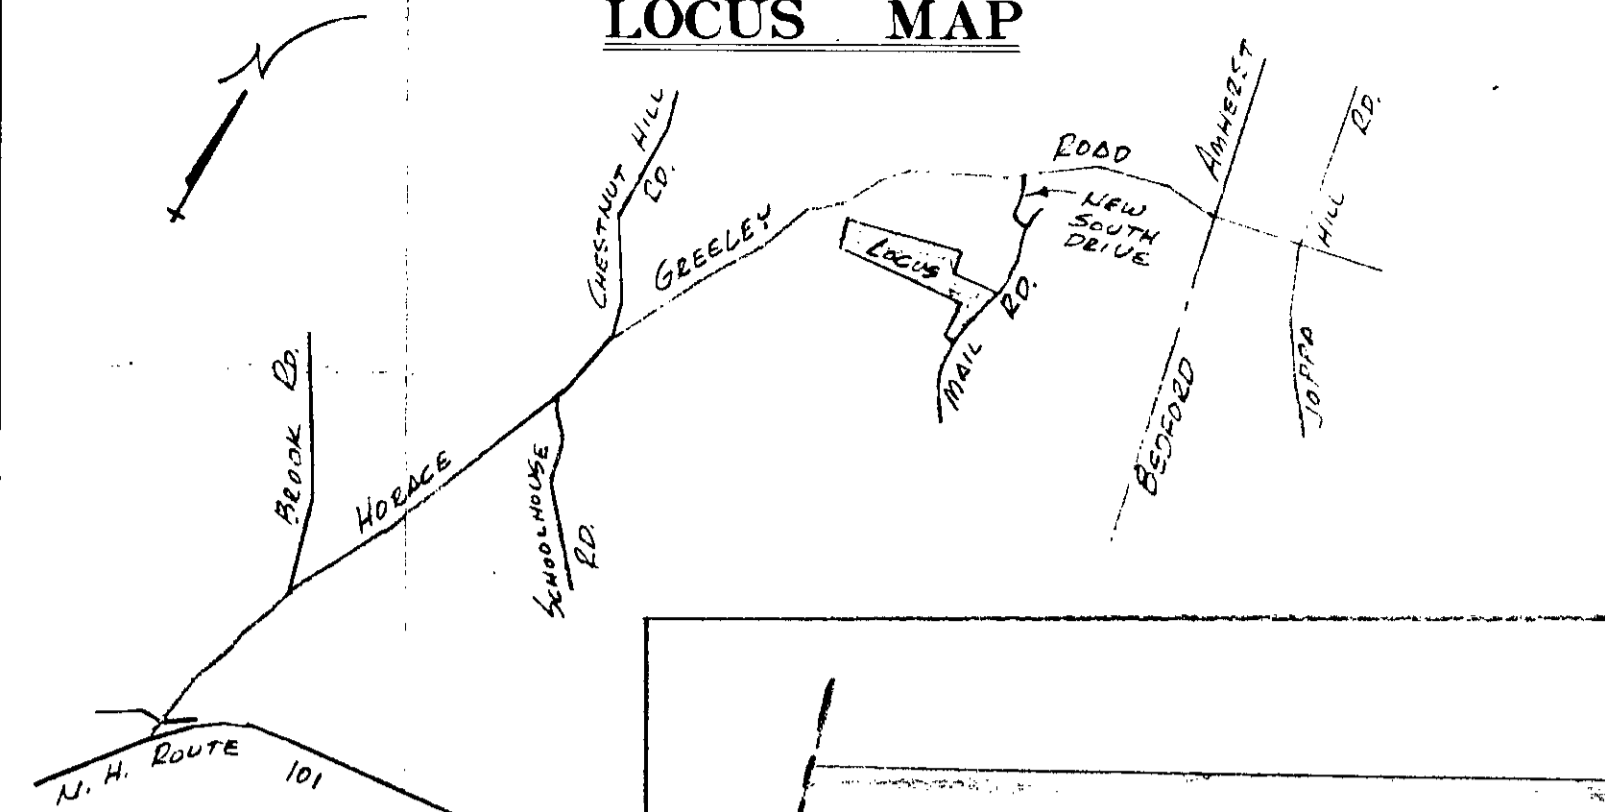 LOCUS MAP
N
CHESTNUT HILL
RD.
GREELEY
ROAD
NEW
SOUTH
DRIVE
AMHERST
BEDFORD
HILL RD.
JOPPA
LOCUS
MAIL RD.
BROOK RD.
HORACE
SCHOOLHOUSE
RD.
N. H. ROUTE 101